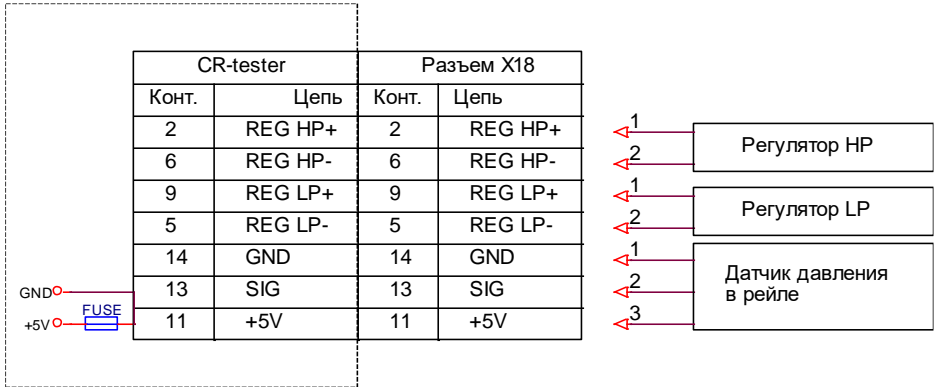 CR-tester Разъем X18
Конт. Цепь Конт. Цепь
2 REG HP+ 2 REG HP+
6 REG HP- 6 REG HP-
9 REG LP+ 9 REG LP+
5 REG LP- 5 REG LP-
14 GND 14 GND
13 SIG 13 SIG
11 +5V 11 +5V
GND
FUSE
+5V
1
2
Регулятор HP
1
2
Регулятор LP
1
2
3
Датчик давления
в рейле